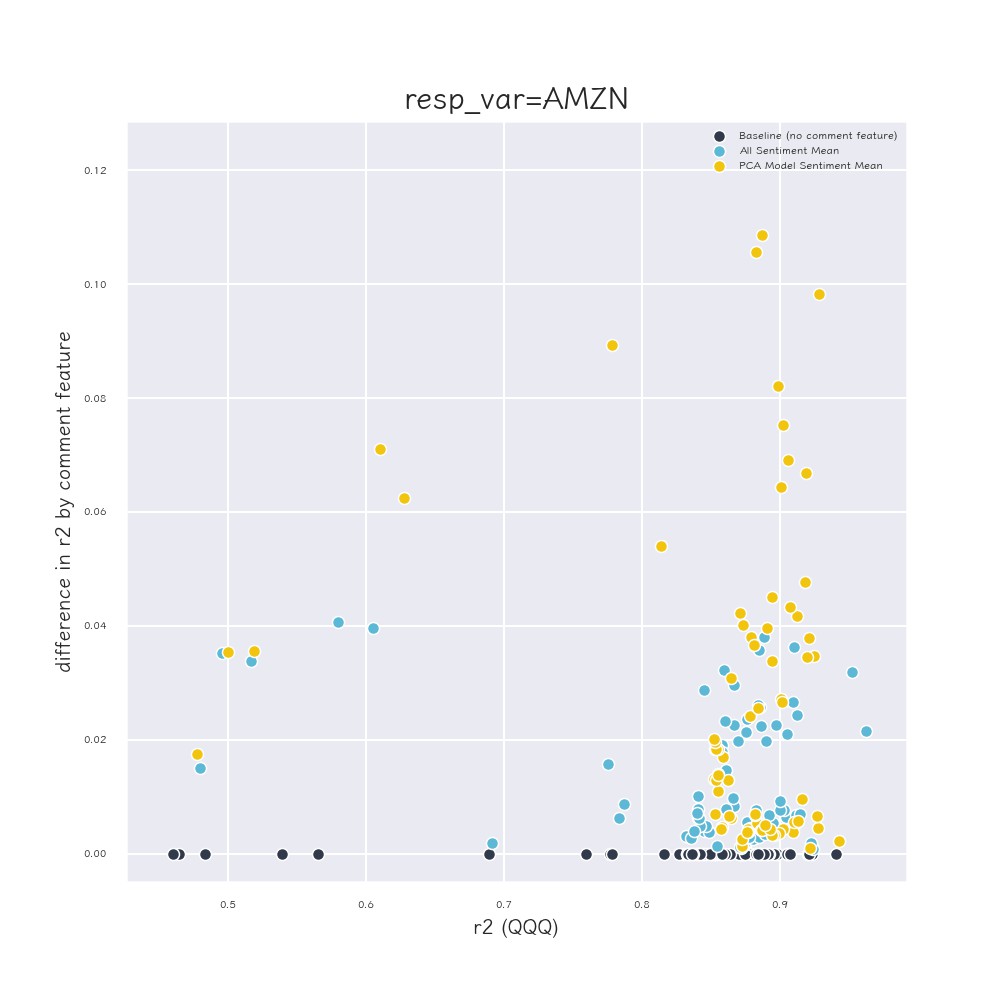 resp_var=AMZN
Baseline (no comment feature)
All Sentiment Mean
PCA Model Sentiment Mean
0.12
0.10
0.08
0.06
0.04
0.02
0.00
difference in r2 by comment feature
0.5 0.6 0.7 0.8 0.9
r2 (QQQ)